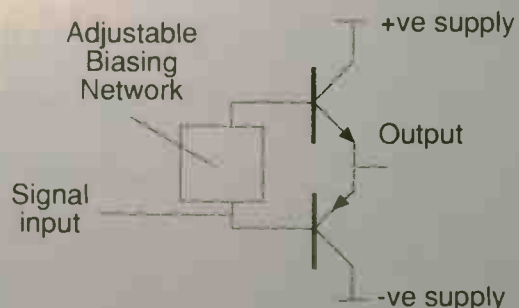 +ve supply
Adjustable
Biasing
Network
Output
Signal
input
-ve supply